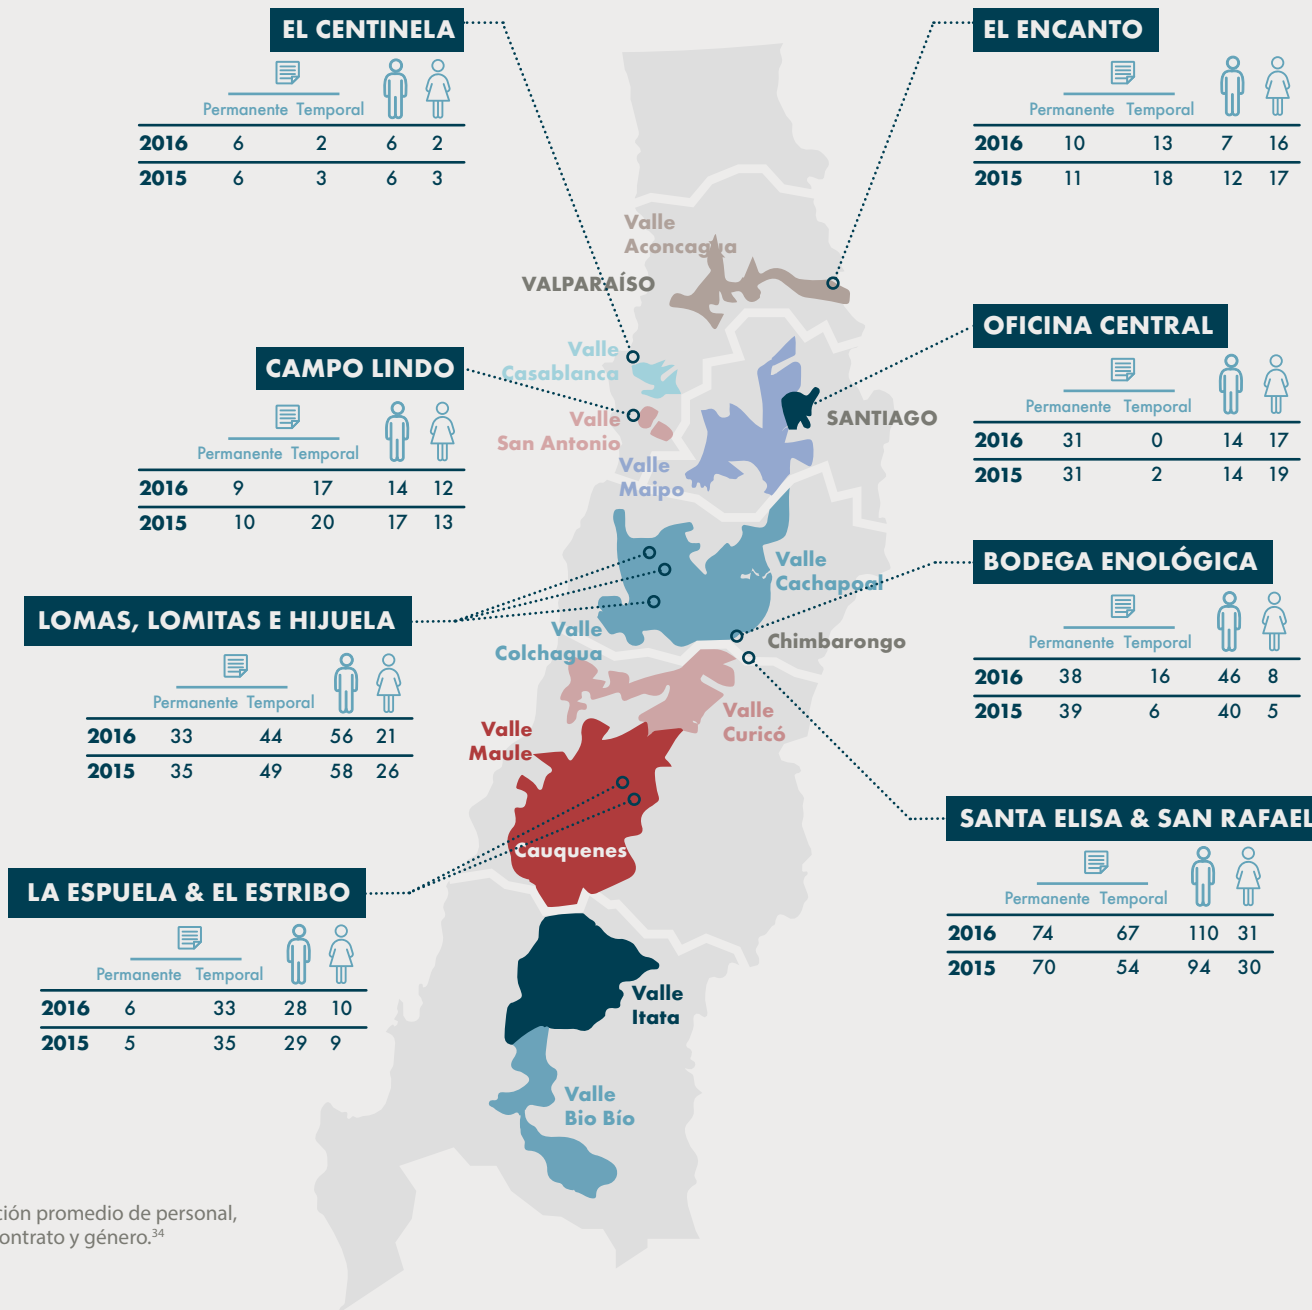 EL CENTINELA
Permanente Temporal
2016 6 2 6 2
2015 6 3 6 3
EL ENCANTO
Permanente Temporal
2016 10 13 7 16
2015 11 18 12 17
CAMPO LINDO
Permanente Temporal
2016 9 17 14 12
2015 10 20 17 13
OFICINA CENTRAL
Permanente Temporal
2016 31 0 14 17
2015 31 2 14 19
LOMAS, LOMITAS E HIJUELA
Permanente Temporal
2016 33 44 56 21
2015 35 49 58 26
BODEGA ENOLÓGICA
Permanente Temporal
2016 38 16 46 8
2015 39 6 40 5
LA ESPUELA & EL ESTRIBO
Permanente Temporal
2016 6 33 28 10
2015 5 35 29 9
SANTA ELISA & SAN RAFAEL
Permanente Temporal
2016 74 67 110 31
2015 70 54 94 30
Valle
Aconcagua
VALPARAÍSO
Valle
Casablanca
Valle
San Antonio
SANTIAGO
Valle
Maipo
Valle
Cachapoal
Valle
Colchagua
Chimbarongo
Valle
Curicó
Valle
Maule
Cauquenes
Valle
Itata
Valle
Bio Bío
ción promedio de personal,
ontrato y género.34